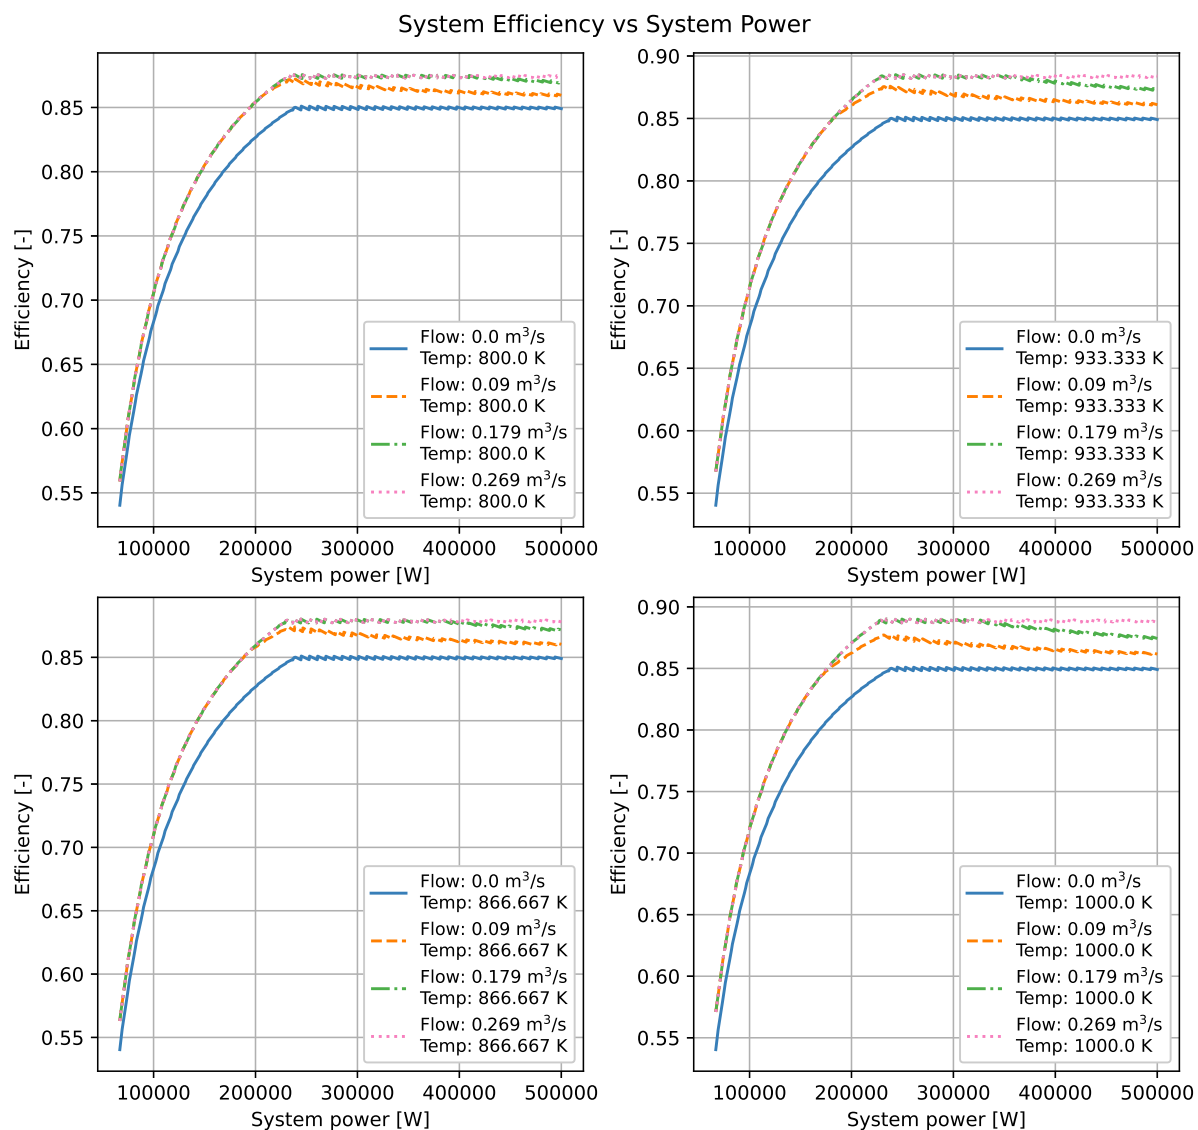 System Efficiency vs System Power
Efficiency [-]
0.85
0.80
0.75
0.70
0.65
0.60
0.55
Flow: 0.0 m³/s
Temp: 800.0 K
Flow: 0.09 m³/s
Temp: 800.0 K
Flow: 0.179 m³/s
Temp: 800.0 K
Flow: 0.269 m³/s
Temp: 800.0 K
100000 200000 300000 400000 500000
System power [W]
Efficiency [-]
0.90
0.85
0.80
0.75
0.70
0.65
0.60
0.55
Flow: 0.0 m³/s
Temp: 933.333 K
Flow: 0.09 m³/s
Temp: 933.333 K
Flow: 0.179 m³/s
Temp: 933.333 K
Flow: 0.269 m³/s
Temp: 933.333 K
100000 200000 300000 400000 500000
System power [W]
Efficiency [-]
0.85
0.80
0.75
0.70
0.65
0.60
0.55
Flow: 0.0 m³/s
Temp: 866.667 K
Flow: 0.09 m³/s
Temp: 866.667 K
Flow: 0.179 m³/s
Temp: 866.667 K
Flow: 0.269 m³/s
Temp: 866.667 K
100000 200000 300000 400000 500000
System power [W]
Efficiency [-]
0.90
0.85
0.80
0.75
0.70
0.65
0.60
0.55
Flow: 0.0 m³/s
Temp: 1000.0 K
Flow: 0.09 m³/s
Temp: 1000.0 K
Flow: 0.179 m³/s
Temp: 1000.0 K
Flow: 0.269 m³/s
Temp: 1000.0 K
100000 200000 300000 400000 500000
System power [W]